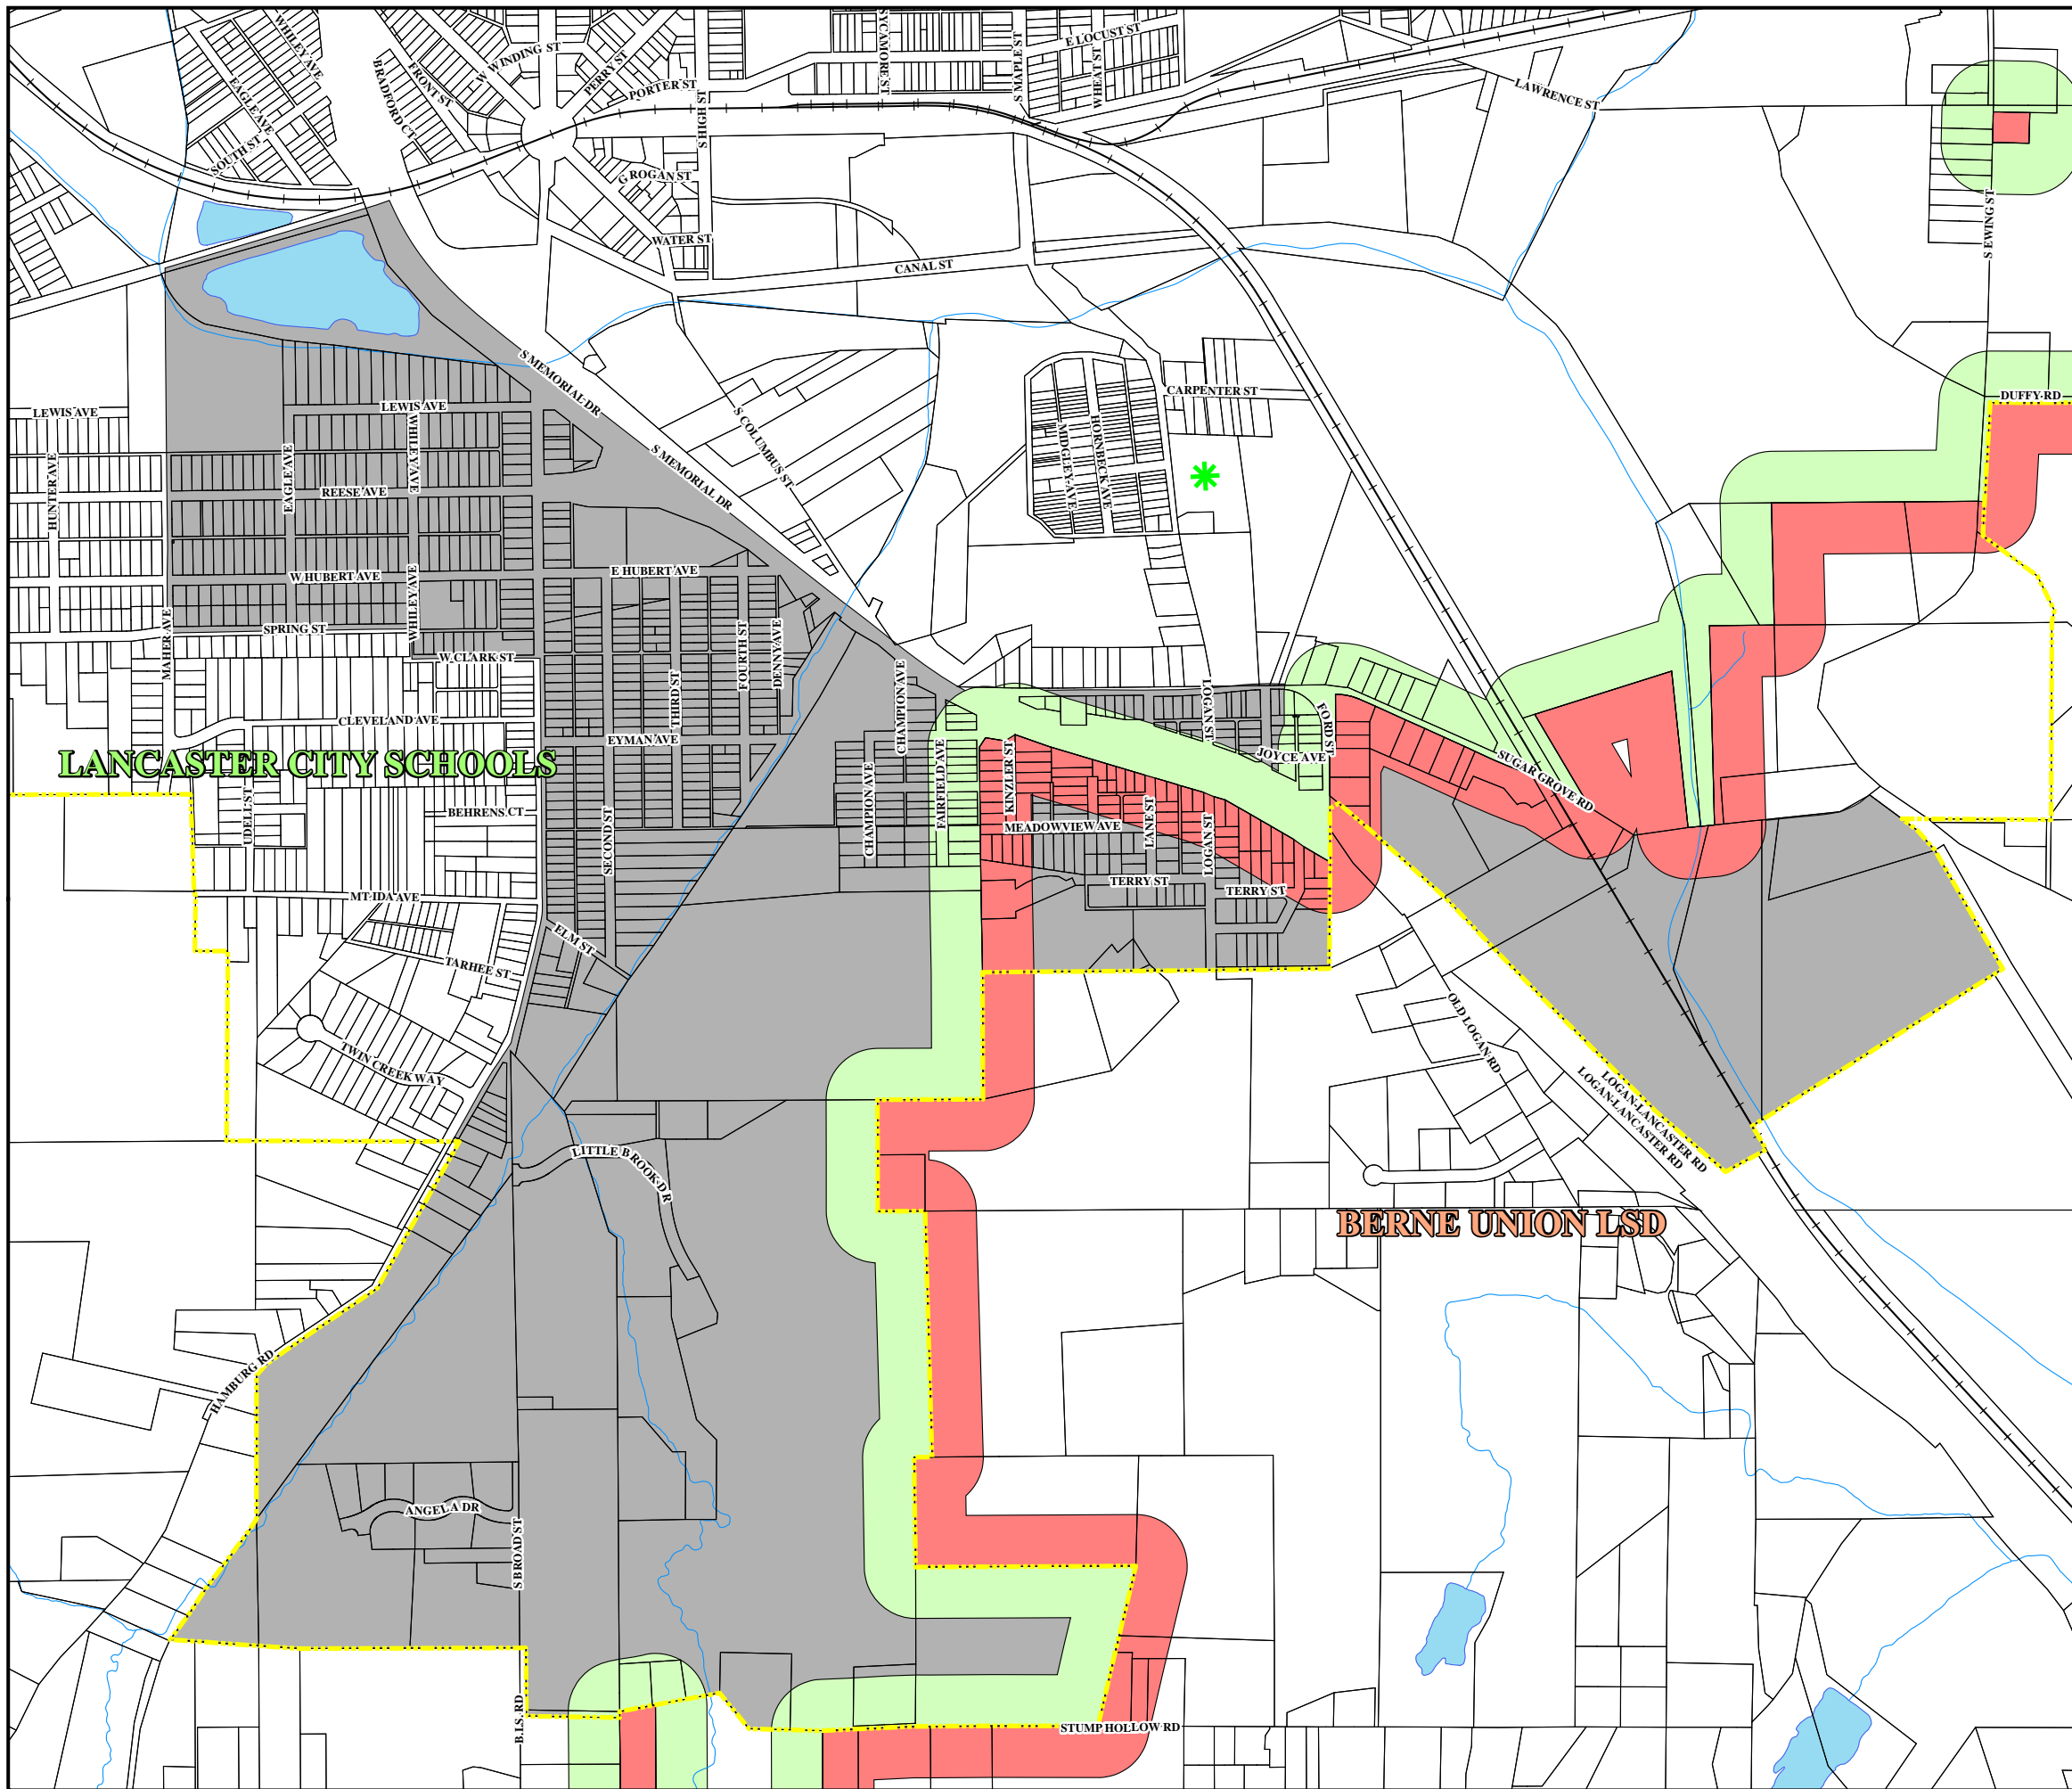 WHILEY AVE
EAGLE AVE
SOUTH ST
BRADFORD CT
FRONT ST
W WINDING ST
PERRY ST
PORTER ST
S HIGH ST
SYCAMORE ST
S MAPLE ST
E LOCUST ST
WHEAT ST
LAWRENCE ST
GROGAN ST
WATER ST
CANAL ST
S EWING ST
S MEMORIAL DR
LEWIS AVE
LEWIS AVE
CARPENTER ST
DUFFY RD
HUNTER AVE
EAGLE AVE
WHILEY AVE
REESE AVE
S MEMORIAL DR
S COLUMBUS ST
MIDGLEY AVE
HORNBECK AVE
W HUBERT AVE
E HUBERT AVE
WHILEY AVE
SPRING ST
MAHER AVE
W CLARK ST
FOURTH ST
DENNY AVE
THIRD ST
CHAMPION AVE
LOGAN ST
FORD ST
CLEVELAND AVE
EYMAN AVE
JOYCE AVE
LANCASTER CITY SCHOOLS
KINZLER ST
FAIRFIELD AVE
SUGAR GROVE RD
UDELL ST
BEHRENS CT
SECOND ST
CHAMPION AVE
MEADOWVIEW AVE
LANE ST
LOGAN ST
MT IDA AVE
TERRY ST
TERRY ST
ELM ST
TARHEE ST
TWIN CREEK WAY
OLD LOGAN RD
LOGAN-LANCASTER RD
LOGAN-LANCASTER RD
LITTLE BROOK DR
BERNE UNION LSD
HAMBURG RD
ANGELA DR
S BROAD ST
B.I.S. RD
STUMP HOLLOW RD